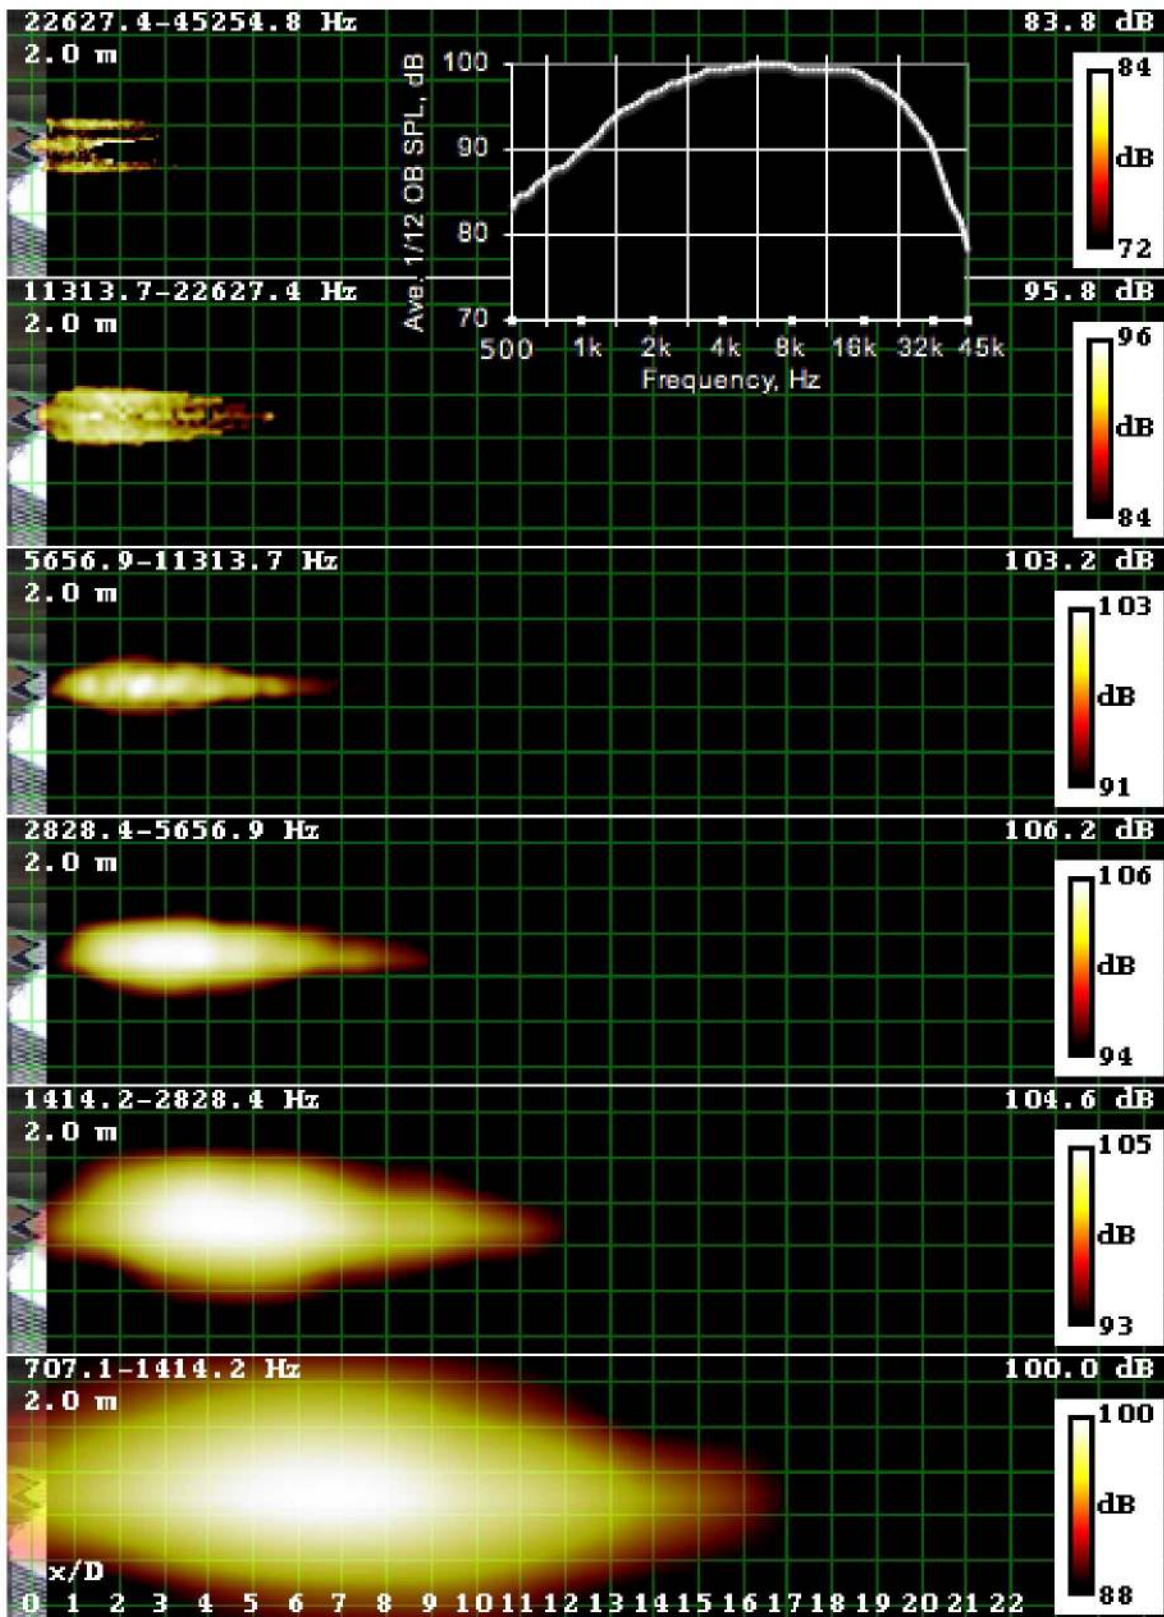 22627.4-45254.8 Hz 83.8 dB
2.0 m
84
dB
72
Ave. 1/12 OB SPL, dB
100
90
80
70
500 1k 2k 4k 8k 16k 32k 45k
Frequency, Hz
11313.7-22627.4 Hz 95.8 dB
2.0 m
96
dB
84
5656.9-11313.7 Hz 103.2 dB
2.0 m
103
dB
91
2828.4-5656.9 Hz 106.2 dB
2.0 m
106
dB
94
1414.2-2828.4 Hz 104.6 dB
2.0 m
105
dB
93
707.1-1414.2 Hz 100.0 dB
2.0 m
100
dB
88
x/D
0 1 2 3 4 5 6 7 8 9 10 11 12 13 14 15 16 17 18 19 20 21 22